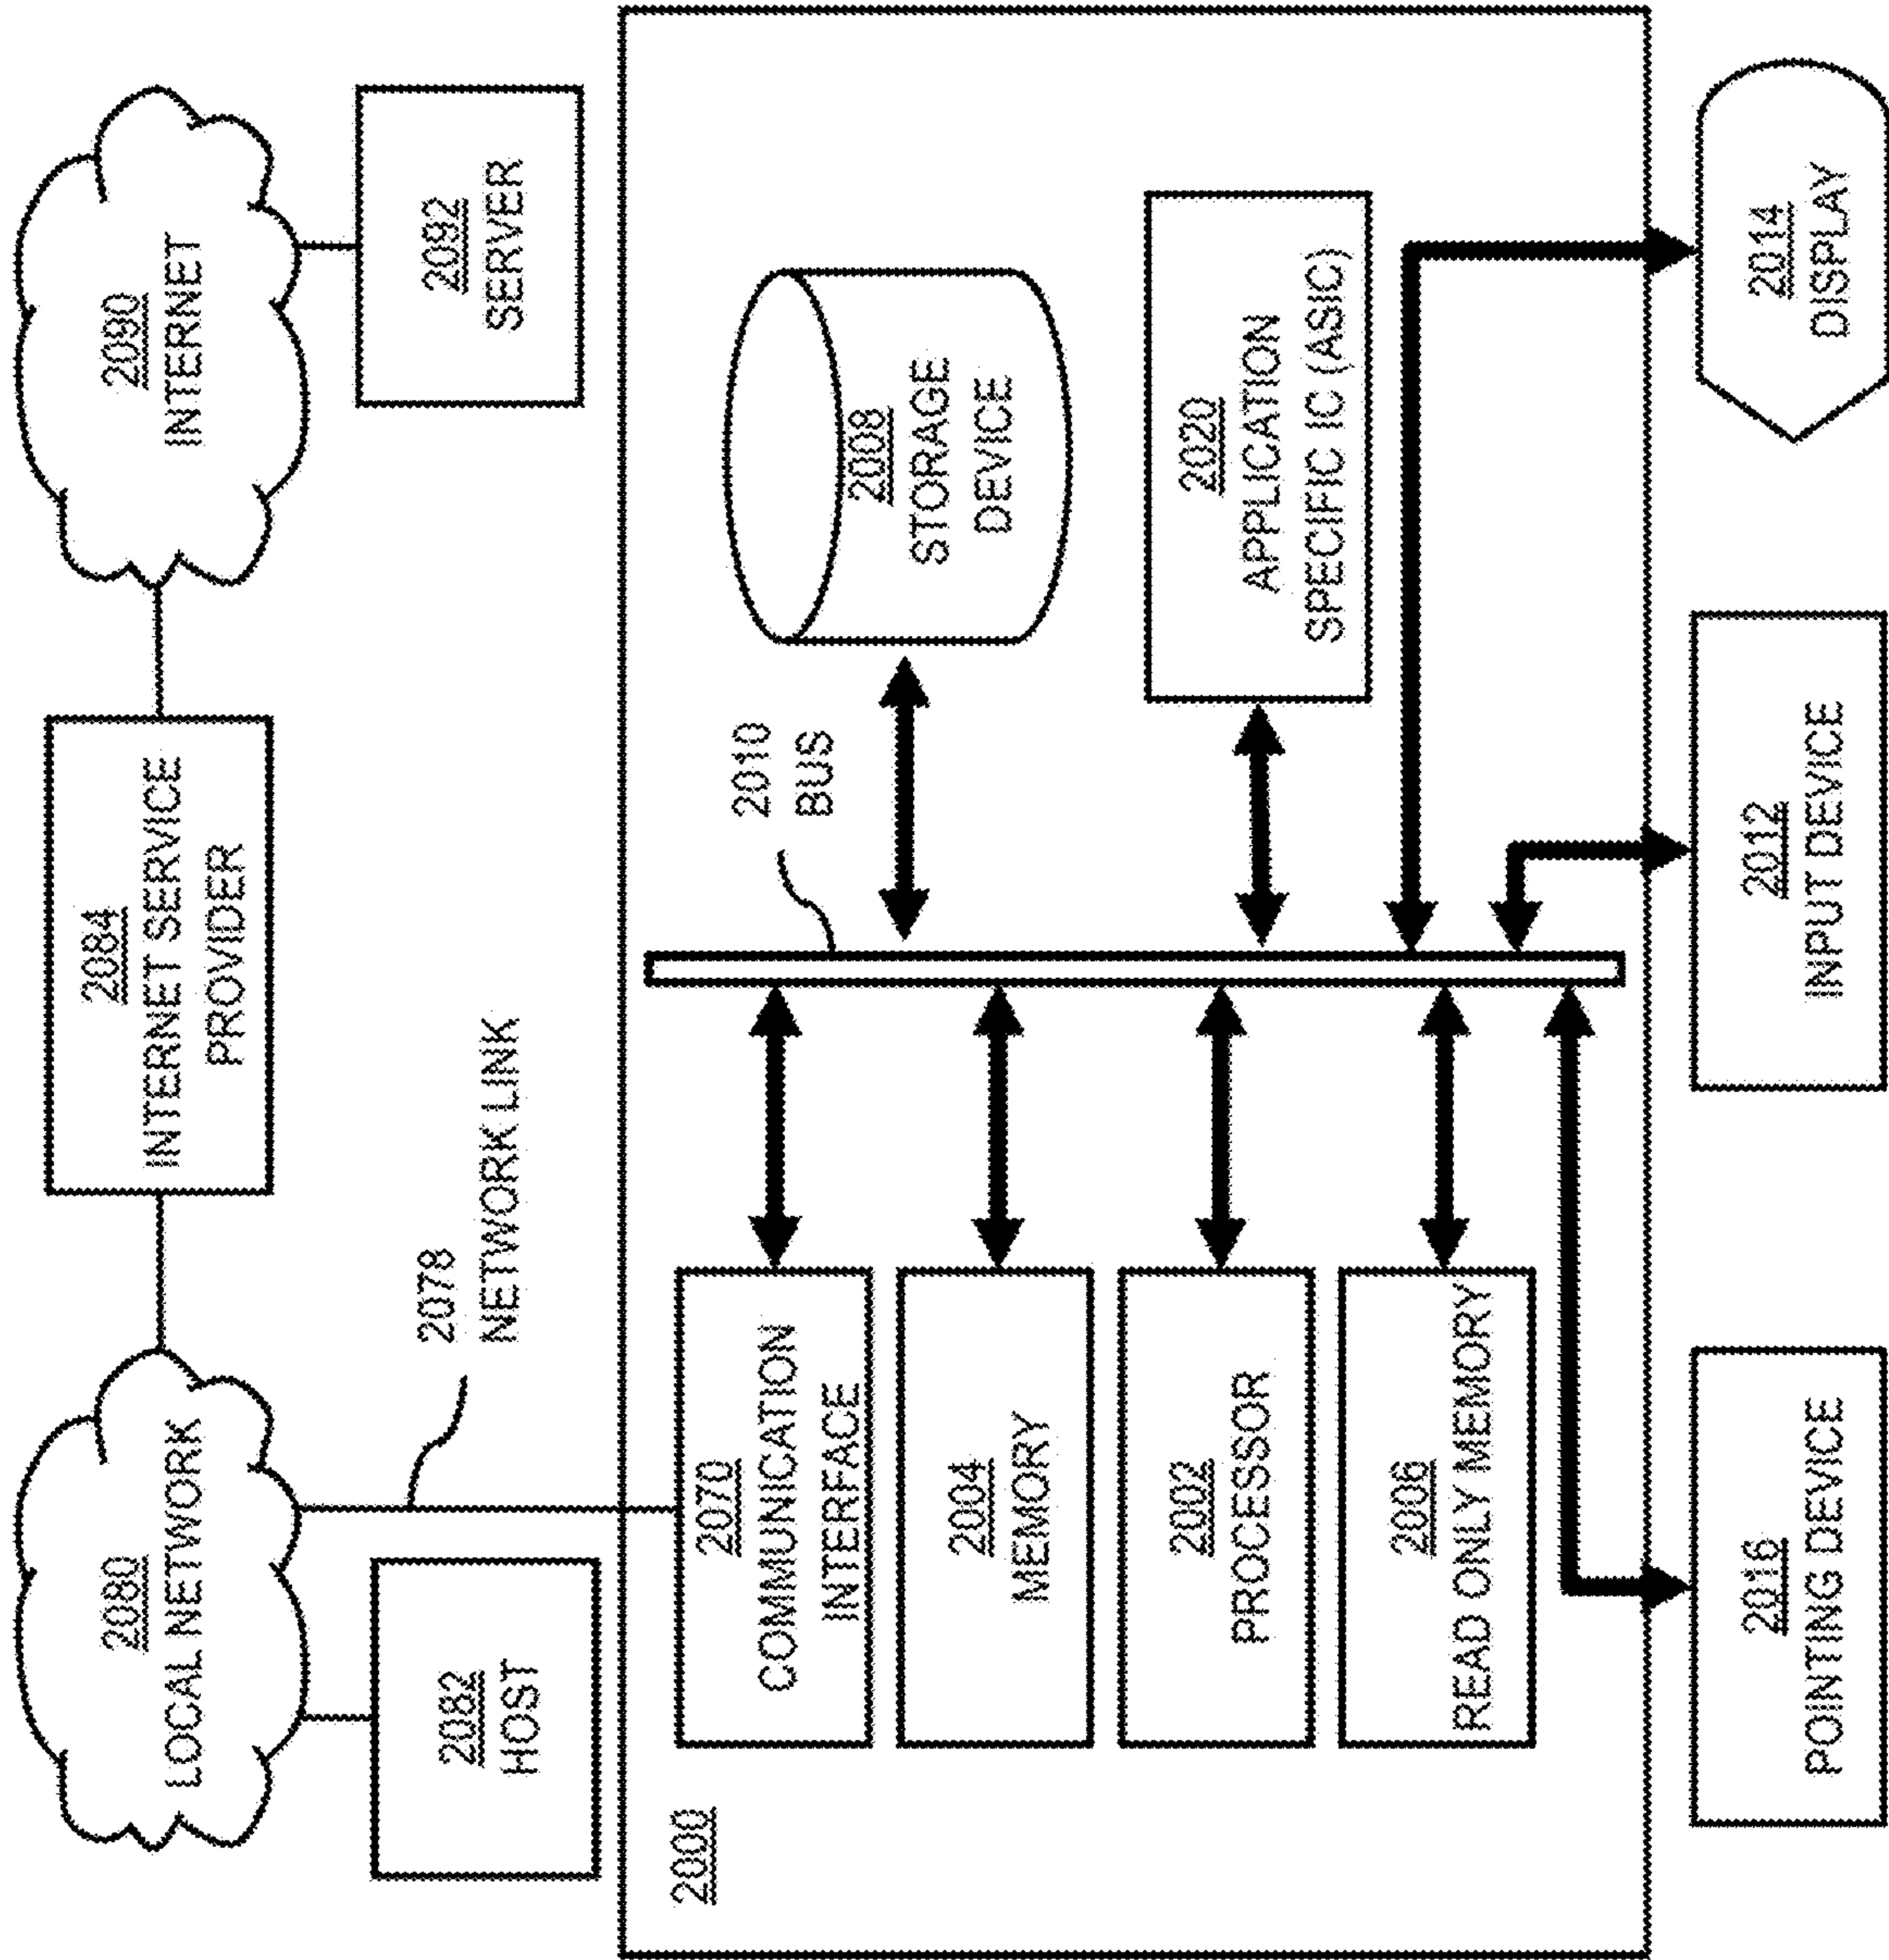 2080
LOCAL NETWORK
2084
INTERNET SERVICE
PROVIDER
2090
INTERNET
2082
HOST
2078
NETWORK LINK
2092
SERVER
2000
2070
COMMUNICATION
INTERFACE
2010
BUS
2008
STORAGE
DEVICE
2004
MEMORY
2002
PROCESSOR
2020
APPLICATION
SPECIFIC IC (ASIC)
2006
READ ONLY MEMORY
2016
POINTING DEVICE
2012
INPUT DEVICE
2014
DISPLAY